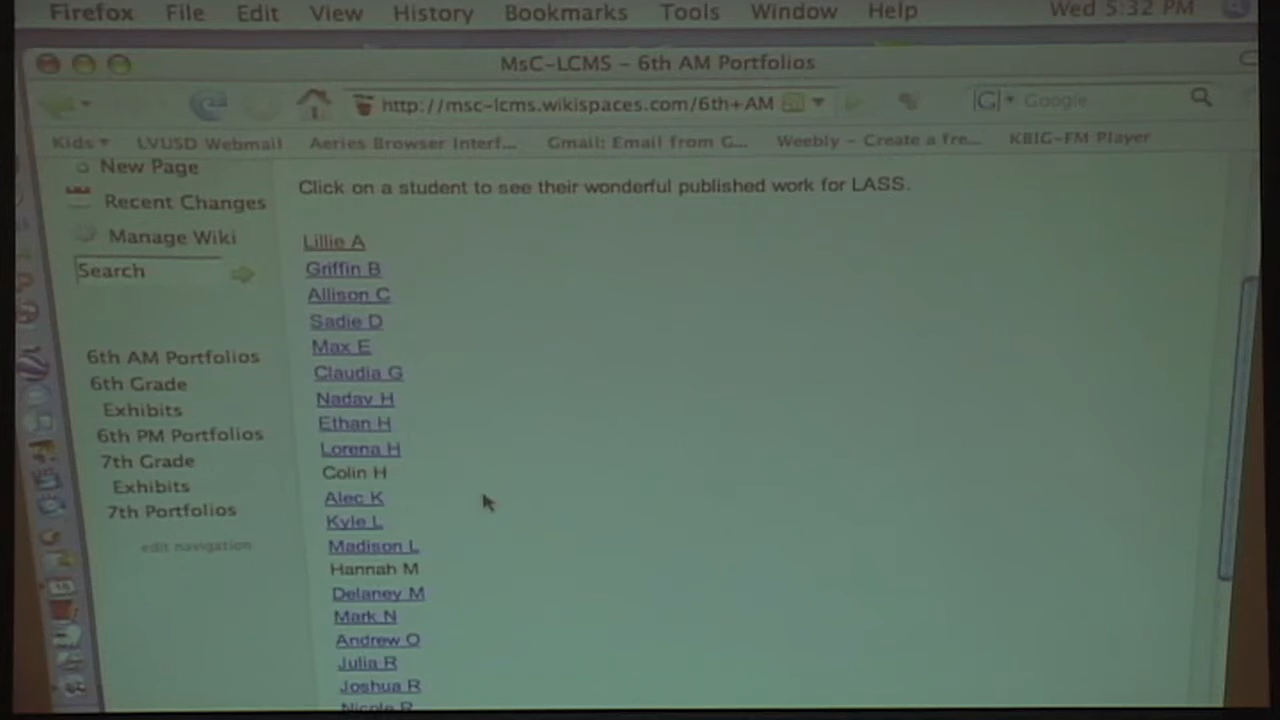 Firefox File Edit View History Bookmarks Tools Window Help Wed 5:32 PM
MsC-LCMS - 6th AM Portfolios
http://msc-lcms.wikispaces.com/6th+AM
Google
Kids LVUSD Webmail Aeries Browser Interf... Gmail: Email from G... Weebly - Create a fre... KBIG-FM Player
New Page
Recent Changes
Manage Wiki
Search
6th AM Portfolios
6th Grade
Exhibits
6th PM Portfolios
7th Grade
Exhibits
7th Portfolios
edit navigation
Click on a student to see their wonderful published work for LASS.
Lillie A
Griffin B
Allison C
Sadie D
Max E
Claudia G
Nadav H
Ethan H
Lorena H
Colin H
Alec K
Kyle L
Madison L
Hannah M
Delaney M
Mark N
Andrew O
Julia R
Joshua R
Nicole R